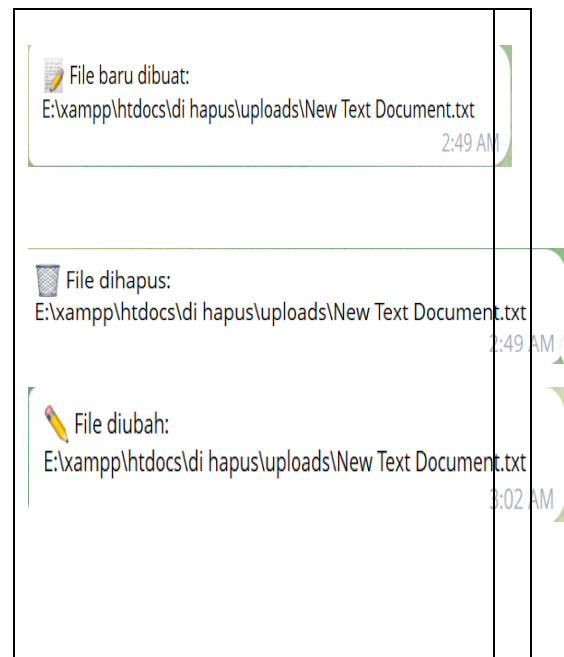 File baru dibuat:
E:\xampp\htdocs\di hapus\uploads\New Text Document.txt
2:49 AM
File dihapus:
E:\xampp\htdocs\di hapus\uploads\New Text Document.txt
2:49 AM
File diubah:
E:\xampp\htdocs\di hapus\uploads\New Text Document.txt
3:02 AM